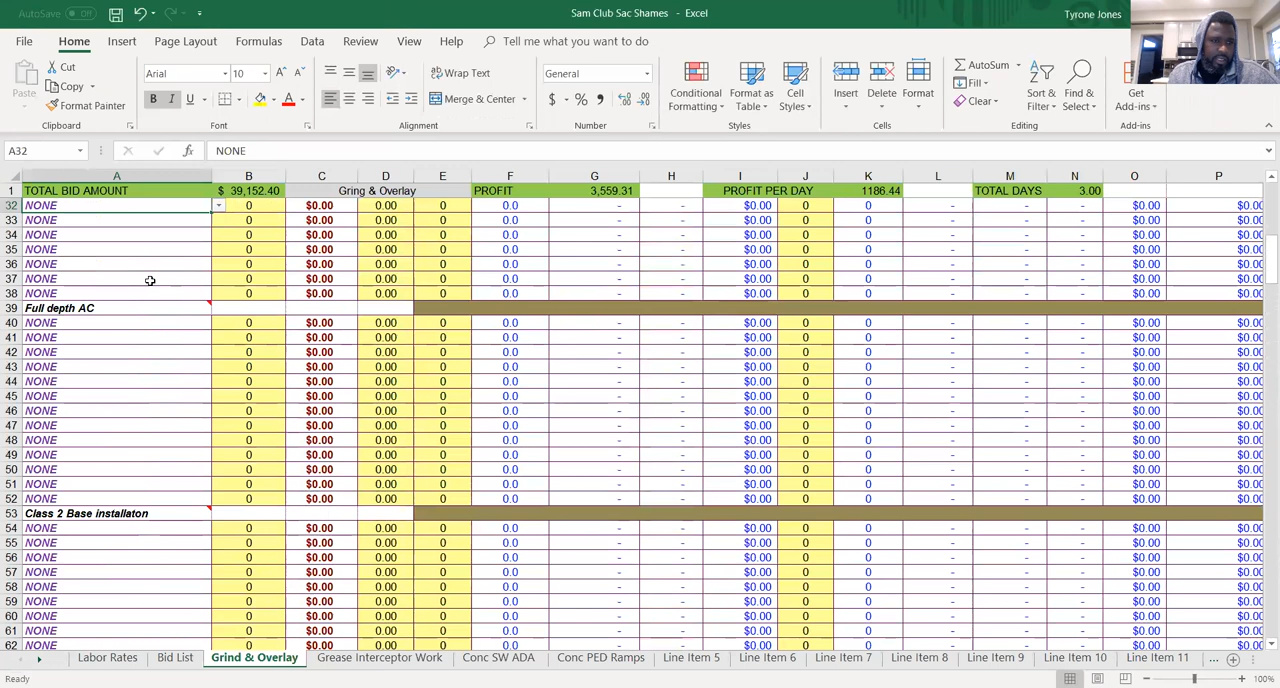 AutoSave Off
Sam Club Sac Shames - Excel
Tyrone Jones
File Home Insert Page Layout Formulas Data Review View Help Tell me what you want to do
Paste Cut Copy Format Painter Clipboard
Arial 10 A A B I U A Font
Wrap Text Merge & Center Alignment
General $ % , Number
Conditional Formatting Format as Table Cell Styles Styles
Insert Delete Format Cells
AutoSum Fill Clear Sort & Filter Find & Select Editing
Get Add-ins Add-ins
A32 fx NONE
A B C D E F G H I J K L M N O P
1 TOTAL BID AMOUNT $ 39,152.40 Gring & Overlay PROFIT 3,559.31 PROFIT PER DAY 1186.44 TOTAL DAYS 3.00
32 NONE 0 $0.00 0.00 0 0.0 - - $0.00 0 0 - - - $0.00 $0.00
33 NONE 0 $0.00 0.00 0 0.0 - - $0.00 0 0 - - - $0.00 $0.00
34 NONE 0 $0.00 0.00 0 0.0 - - $0.00 0 0 - - - $0.00 $0.00
35 NONE 0 $0.00 0.00 0 0.0 - - $0.00 0 0 - - - $0.00 $0.00
36 NONE 0 $0.00 0.00 0 0.0 - - $0.00 0 0 - - - $0.00 $0.00
37 NONE 0 $0.00 0.00 0 0.0 - - $0.00 0 0 - - - $0.00 $0.00
38 NONE 0 $0.00 0.00 0 0.0 - - $0.00 0 0 - - - $0.00 $0.00
39 Full depth AC
40 NONE 0 $0.00 0.00 0 0.0 - - $0.00 0 0 - - - $0.00 $0.00
41 NONE 0 $0.00 0.00 0 0.0 - - $0.00 0 0 - - - $0.00 $0.00
42 NONE 0 $0.00 0.00 0 0.0 - - $0.00 0 0 - - - $0.00 $0.00
43 NONE 0 $0.00 0.00 0 0.0 - - $0.00 0 0 - - - $0.00 $0.00
44 NONE 0 $0.00 0.00 0 0.0 - - $0.00 0 0 - - - $0.00 $0.00
45 NONE 0 $0.00 0.00 0 0.0 - - $0.00 0 0 - - - $0.00 $0.00
46 NONE 0 $0.00 0.00 0 0.0 - - $0.00 0 0 - - - $0.00 $0.00
47 NONE 0 $0.00 0.00 0 0.0 - - $0.00 0 0 - - - $0.00 $0.00
48 NONE 0 $0.00 0.00 0 0.0 - - $0.00 0 0 - - - $0.00 $0.00
49 NONE 0 $0.00 0.00 0 0.0 - - $0.00 0 0 - - - $0.00 $0.00
50 NONE 0 $0.00 0.00 0 0.0 - - $0.00 0 0 - - - $0.00 $0.00
51 NONE 0 $0.00 0.00 0 0.0 - - $0.00 0 0 - - - $0.00 $0.00
52 NONE 0 $0.00 0.00 0 0.0 - - $0.00 0 0 - - - $0.00 $0.00
53 Class 2 Base installaton
54 NONE 0 $0.00 0.00 0 0.0 - - $0.00 0 0 - - - $0.00 $0.00
55 NONE 0 $0.00 0.00 0 0.0 - - $0.00 0 0 - - - $0.00 $0.00
56 NONE 0 $0.00 0.00 0 0.0 - - $0.00 0 0 - - - $0.00 $0.00
57 NONE 0 $0.00 0.00 0 0.0 - - $0.00 0 0 - - - $0.00 $0.00
58 NONE 0 $0.00 0.00 0 0.0 - - $0.00 0 0 - - - $0.00 $0.00
59 NONE 0 $0.00 0.00 0 0.0 - - $0.00 0 0 - - - $0.00 $0.00
60 NONE 0 $0.00 0.00 0 0.0 - - $0.00 0 0 - - - $0.00 $0.00
61 NONE 0 $0.00 0.00 0 0.0 - - $0.00 0 0 - - - $0.00 $0.00
62 NONE 0 $0.00 0.00 0 0.0 - - $0.00 0 0 - - - $0.00 $0.00
Labor Rates Bid List Grind & Overlay Grease Interceptor Work Conc SW ADA Conc PED Ramps Line Item 5 Line Item 6 Line Item 7 Line Item 8 Line Item 9 Line Item 10 Line Item 11 ...
Ready 100%